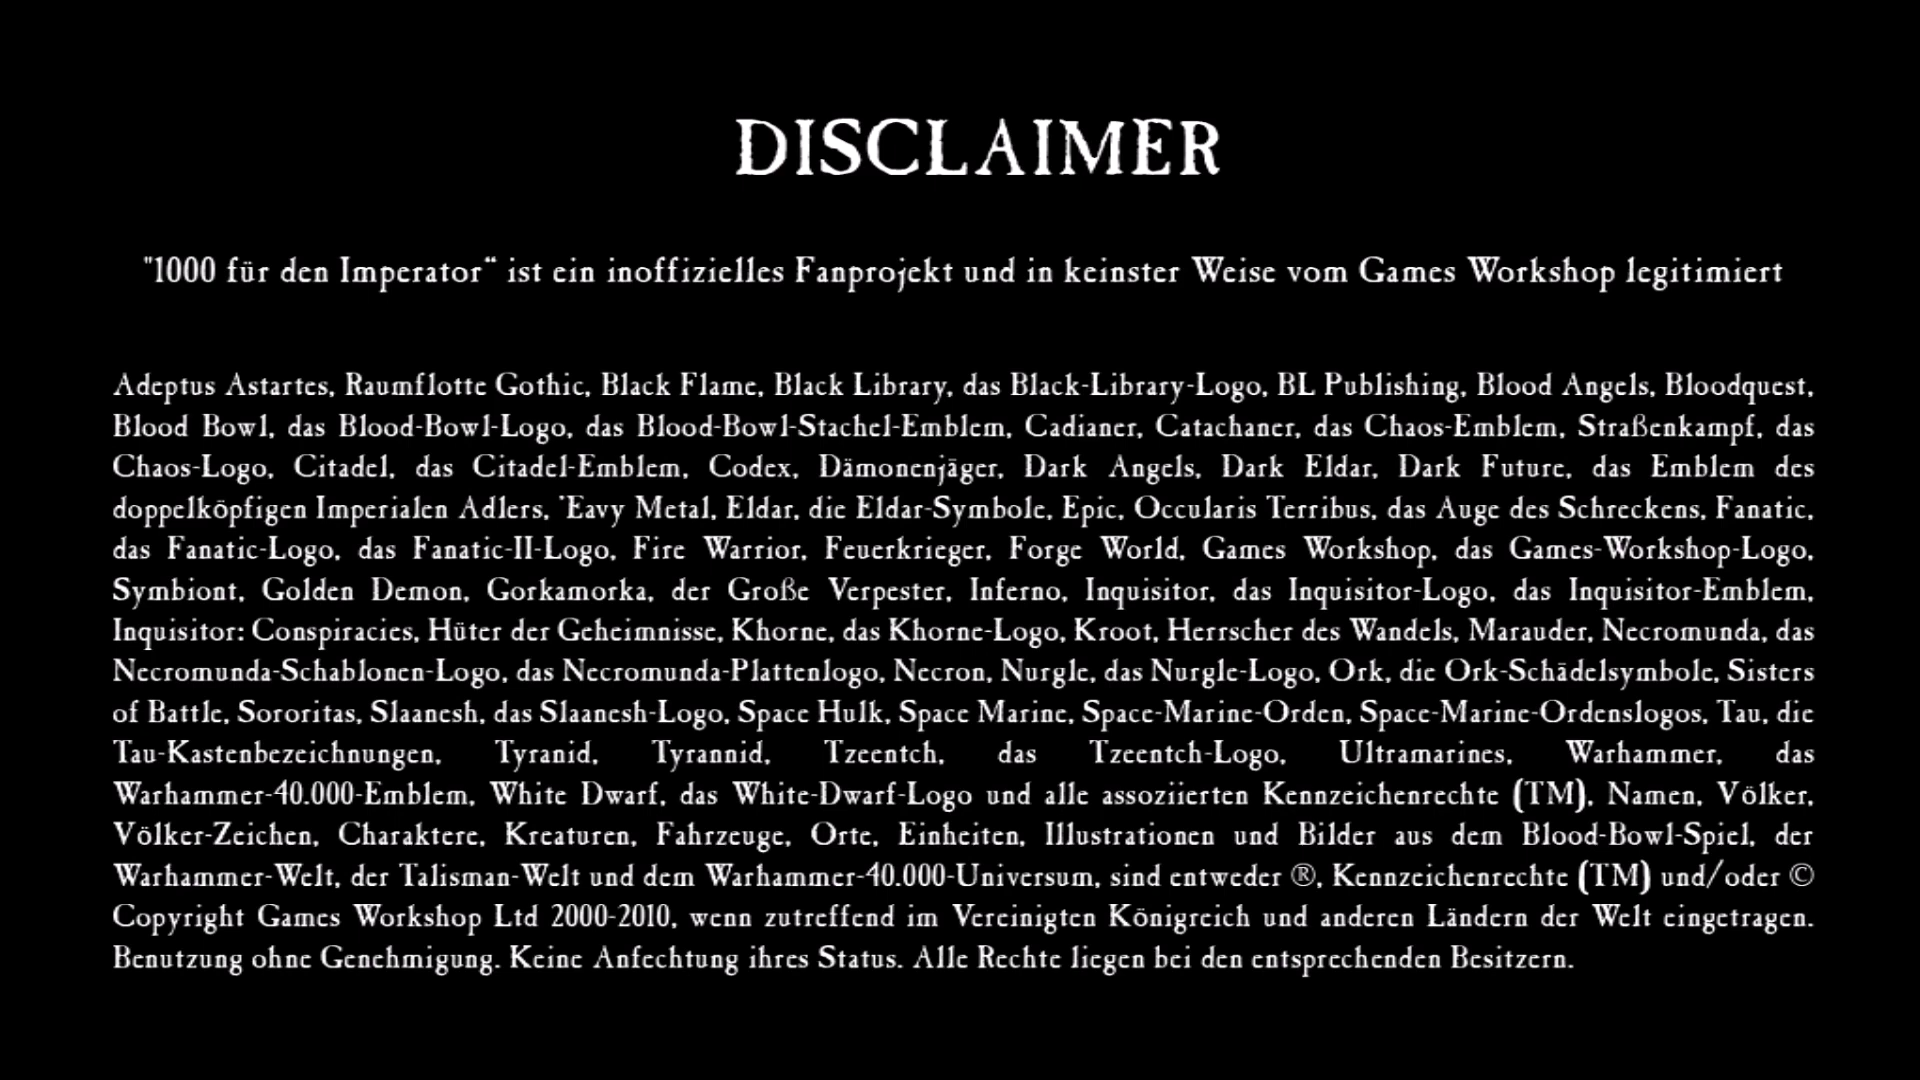 DISCLAIMER
"1000 für den Imperator“ ist ein inoffizielles Fanprojekt und in keinster Weise vom Games Workshop legitimiert
Adeptus Astartes, Raumflotte Gothic, Black Flame, Black Library, das Black-Library-Logo, BL Publishing, Blood Angels, Bloodquest,
Blood Bowl, das Blood-Bowl-Logo, das Blood-Bowl-Stachel-Emblem, Cadianer, Catachaner, das Chaos-Emblem, Straßenkampf, das
Chaos-Logo, Citadel, das Citadel-Emblem, Codex, Dämonenjäger, Dark Angels, Dark Eldar, Dark Future, das Emblem des
doppelköpfigen Imperialen Adlers, 'Eavy Metal, Eldar, die Eldar-Symbole, Epic, Occularis Terribus, das Auge des Schreckens, Fanatic,
das Fanatic-Logo, das Fanatic-II-Logo, Fire Warrior, Feuerkrieger, Forge World, Games Workshop, das Games-Workshop-Logo,
Symbiont, Golden Demon, Gorkamorka, der Große Verpester, Inferno, Inquisitor, das Inquisitor-Logo, das Inquisitor-Emblem,
Inquisitor: Conspiracies, Hüter der Geheimnisse, Khorne, das Khorne-Logo, Kroot, Herrscher des Wandels, Marauder, Necromunda, das
Necromunda-Schablonen-Logo, das Necromunda-Plattenlogo, Necron, Nurgle, das Nurgle-Logo, Ork, die Ork-Schädelsymbole, Sisters
of Battle, Sororitas, Slaanesh, das Slaanesh-Logo, Space Hulk, Space Marine, Space-Marine-Orden, Space-Marine-Ordenslogos, Tau, die
Tau-Kastenbezeichnungen, Tyranid, Tyrannid, Tzeentch, das Tzeentch-Logo, Ultramarines, Warhammer, das
Warhammer-40.000-Emblem, White Dwarf, das White-Dwarf-Logo und alle assoziierten Kennzeichenrechte (TM), Namen, Völker,
Völker-Zeichen, Charaktere, Kreaturen, Fahrzeuge, Orte, Einheiten, Illustrationen und Bilder aus dem Blood-Bowl-Spiel, der
Warhammer-Welt, der Talisman-Welt und dem Warhammer-40.000-Universum, sind entweder ®, Kennzeichenrechte (TM) und/oder ©
Copyright Games Workshop Ltd 2000-2010, wenn zutreffend im Vereinigten Königreich und anderen Ländern der Welt eingetragen.
Benutzung ohne Genehmigung. Keine Anfechtung ihres Status. Alle Rechte liegen bei den entsprechenden Besitzern.